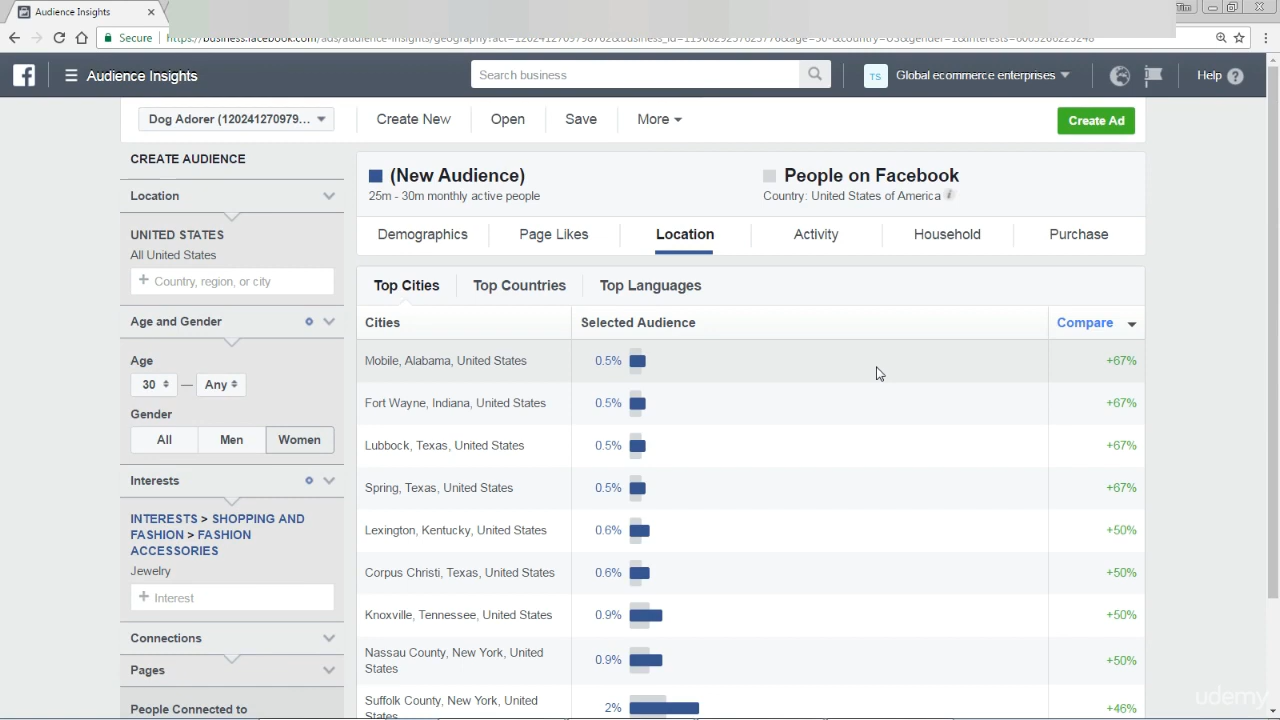 Audience Insights
Tim
Secure
Audience Insights
Search business
TS
Global ecommerce enterprises
Help
Dog Adorer (120241270979...
Create New
Open
Save
More
Create Ad
CREATE AUDIENCE
Location
UNITED STATES
All United States
+ Country, region, or city
Age and Gender
Age
30 — Any
Gender
All Men Women
Interests
INTERESTS > SHOPPING AND
FASHION > FASHION
ACCESSORIES
Jewelry
+ Interest
Connections
Pages
People Connected to
(New Audience)
25m - 30m monthly active people
People on Facebook
Country: United States of America
Demographics Page Likes Location Activity Household Purchase
Top Cities Top Countries Top Languages
Cities Selected Audience Compare
Mobile, Alabama, United States 0.5% +67%
Fort Wayne, Indiana, United States 0.5% +67%
Lubbock, Texas, United States 0.5% +67%
Spring, Texas, United States 0.5% +67%
Lexington, Kentucky, United States 0.6% +50%
Corpus Christi, Texas, United States 0.6% +50%
Knoxville, Tennessee, United States 0.9% +50%
Nassau County, New York, United
States 0.9% +50%
Suffolk County, New York, United
States 2% +46%
udemy